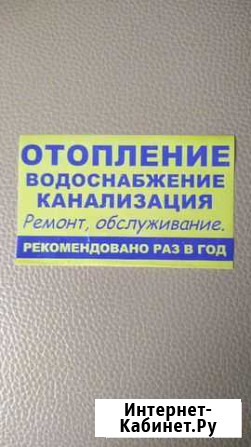 ОТОПЛЕНИЕ
ВОДОСНАБЖЕНИЕ
КАНАЛИЗАЦИЯ
Ремонт, обслуживание.
РЕКОМЕНДОВАНО РАЗ В ГОД
Интернет-
Кабинет.Ру